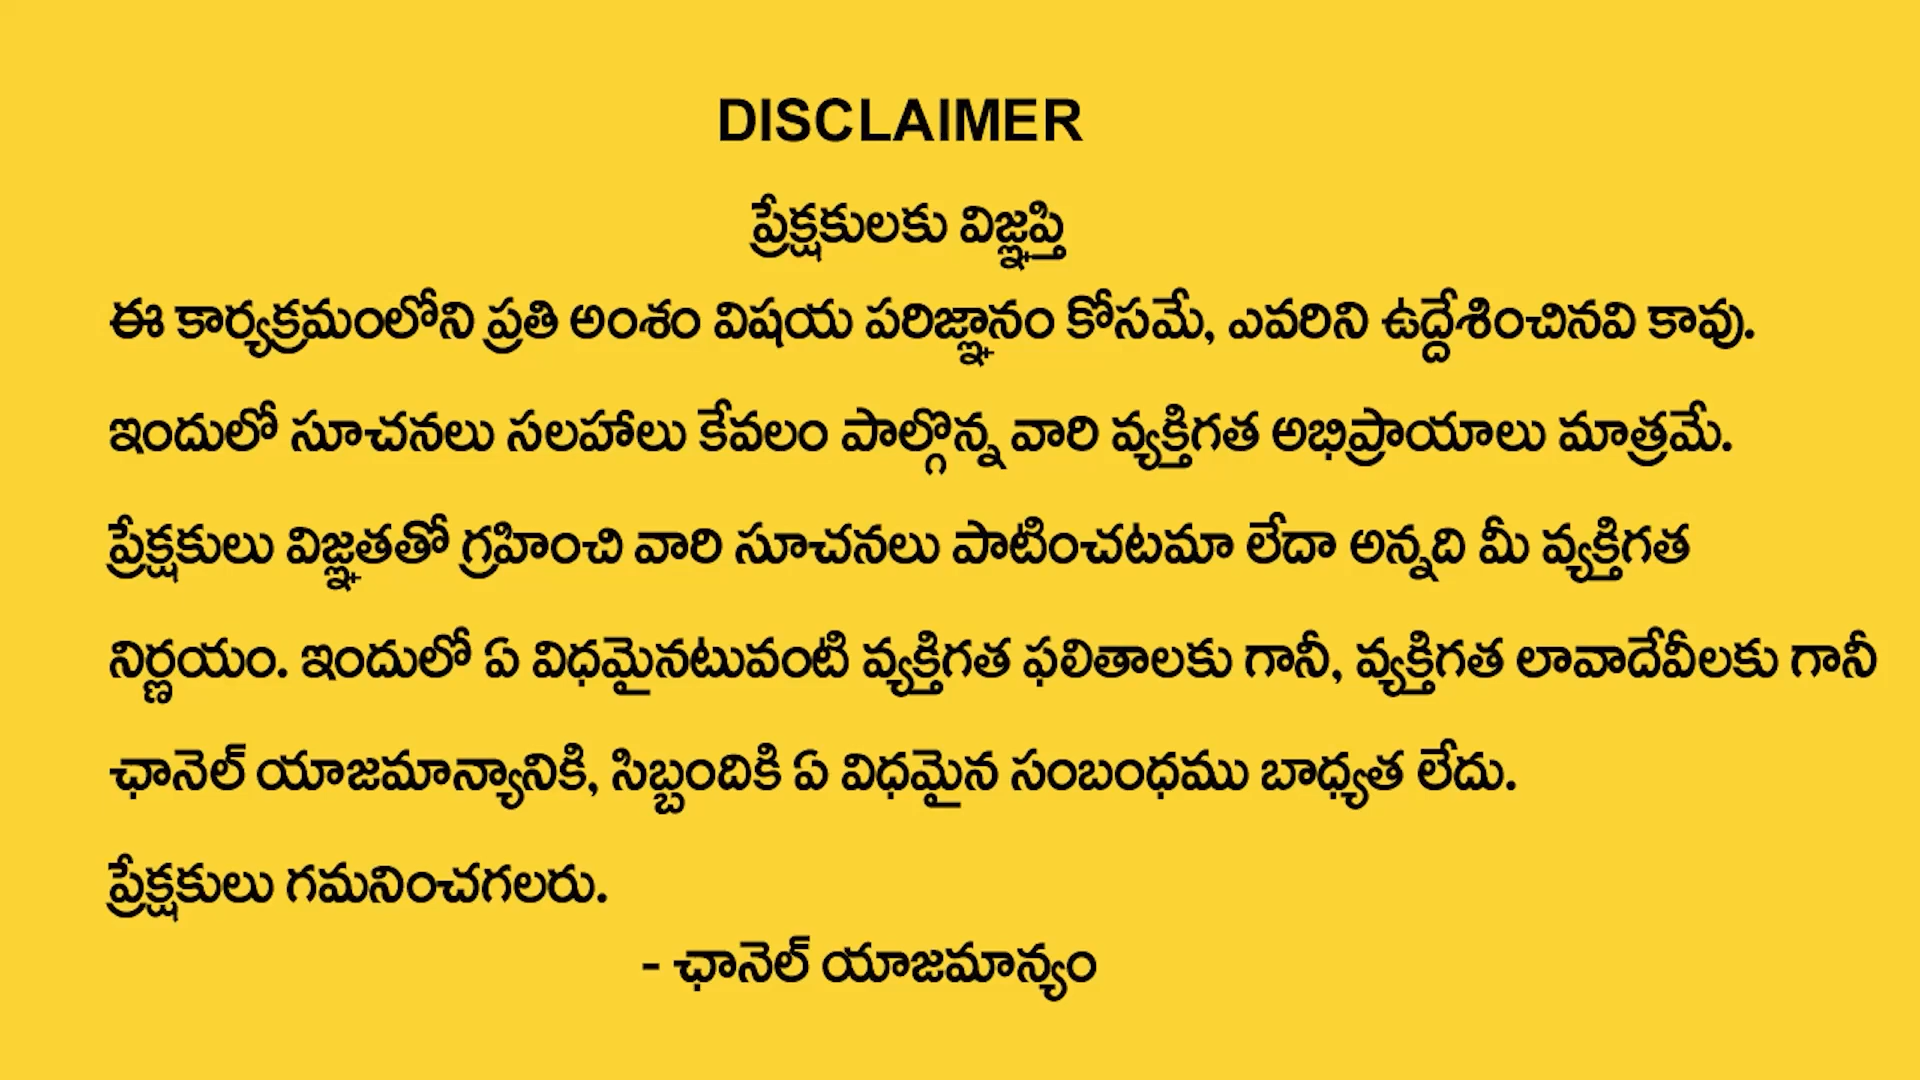 DISCLAIMER
ప్రేక్షకులకు విజ్ఞప్తి
ఈ కార్యక్రమంలోని ప్రతి అంశం విషయ పరిజ్ఞానం కోసమే, ఎవరిని ఉద్దేశించినవి కావు.
ఇందులో సూచనలు సలహాలు కేవలం పాల్గొన్న వారి వ్యక్తిగత అభిప్రాయాలు మాత్రమే.
ప్రేక్షకులు విజ్ఞతతో గ్రహించి వారి సూచనలు పాటించటమా లేదా అన్నది మీ వ్యక్తిగత
నిర్ణయం. ఇందులో ఏ విధమైనటువంటి వ్యక్తిగత ఫలితాలకు గానీ, వ్యక్తిగత లావాదేవీలకు గానీ
ఛానెల్ యాజమాన్యానికి, సిబ్బందికి ఏ విధమైన సంబంధము బాధ్యత లేదు.
ప్రేక్షకులు గమనించగలరు.
- ఛానెల్ యాజమాన్యం